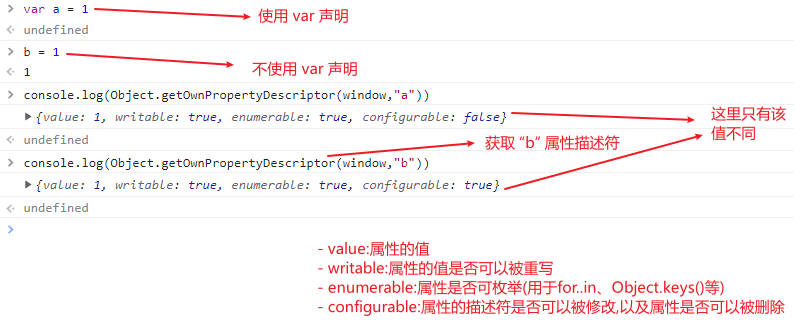 var a = 1
使用 var 声明
undefined
b = 1
不使用 var 声明
1
console.log(Object.getOwnPropertyDescriptor(window,"a"))
{value: 1, writable: true, enumerable: true, configurable: false}
这里只有该
值不同
undefined
获取 “b” 属性描述符
console.log(Object.getOwnPropertyDescriptor(window,"b"))
{value: 1, writable: true, enumerable: true, configurable: true}
undefined
- value:属性的值
- writable:属性的值是否可以被重写
- enumerable:属性是否可枚举(用于for..in、Object.keys()等)
- configurable:属性的描述符是否可以被修改,以及属性是否可以被删除